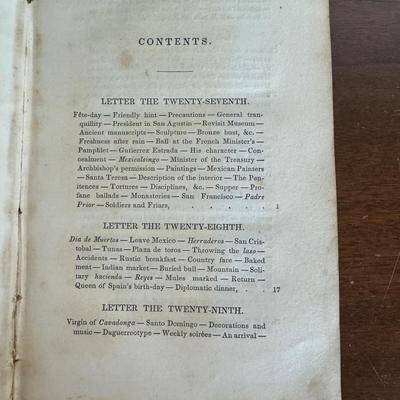 CONTENTS.
LETTER THE TWENTY-SEVENTH.
Fête-day — Friendly hint — Precautions — General tran-
quillity — President in San Agustin — Revisit Museum —
Ancient manuscripts — Sculpture — Bronze bust, &c. —
Freshness after rain — Ball at the French Minister's —
Pamphlet — Gutierrez Estrada — His character — Con-
cealment — Mexicalsingo — Minister of the Treasury —
Archbishop's permission — Paintings — Mexican Painters
— Santa Teresa — Description of the interior — The Pen-
itences — Tortures — Disciplines, &c. — Supper — Pro-
fane ballads — Monasteries — San Francisco — Padre
Prior — Soldiers and Friars, . . . . . . 1
LETTER THE TWENTY-EIGHTH.
Dia de Muertos — Leave Mexico — Herraderos — San Cris-
tobal — Tunas — Plaza de toros — Throwing the laso —
Accidents — Rustic breakfast — Country fare — Baked
meat — Indian market — Buried bull — Mountain — Soli-
tary hacienda — Reyes — Mules marked — Return —
Queen of Spain's birth-day — Diplomatic dinner, . . 17
LETTER THE TWENTY-NINTH.
Virgin of Cavadonga — Santo Domingo — Decorations and
music — Daguerreotype — Weekly soirées — An arrival —